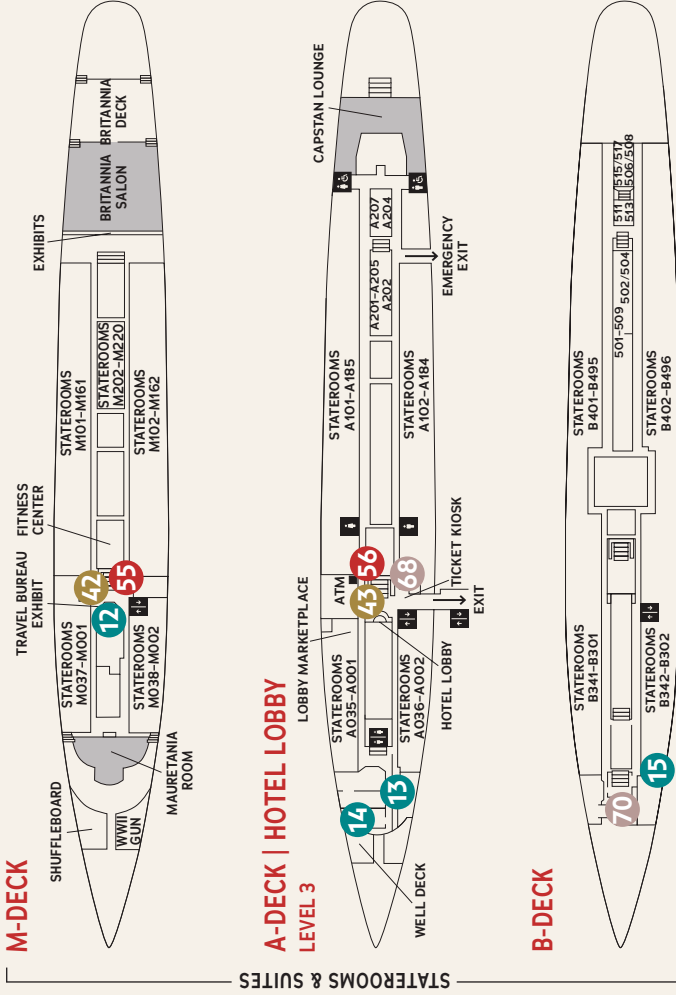 STATEROOMS & SUITES
M-DECK
SHUFFLEBOARD
WWII
GUN
MAURETANIA
ROOM
STATEROOMS
M037-M001
STATEROOMS
M038-M002
TRAVEL BUREAU
EXHIBIT
42
12
55
FITNESS
CENTER
STATEROOMS
M101-M161
STATEROOMS
M202-M220
STATEROOMS
M102-M162
EXHIBITS
BRITANNIA
SALON
BRITANNIA
DECK
A-DECK | HOTEL LOBBY
LEVEL 3
WELL DECK
14
13
LOBBY MARKETPLACE
STATEROOMS
A035-A001
STATEROOMS
A036-A002
HOTEL LOBBY
ATM
43
56
68
TICKET KIOSK
EXIT
STATEROOMS
A101-A185
STATEROOMS
A102-A184
A201-A205
A202
A207
A204
EMERGENCY
EXIT
CAPSTAN LOUNGE
B-DECK
70
15
STATEROOMS
B341-B301
STATEROOMS
B342-B302
STATEROOMS
B401-B495
STATEROOMS
B402-B496
501-509
502/504
511
513
515/517
506/508